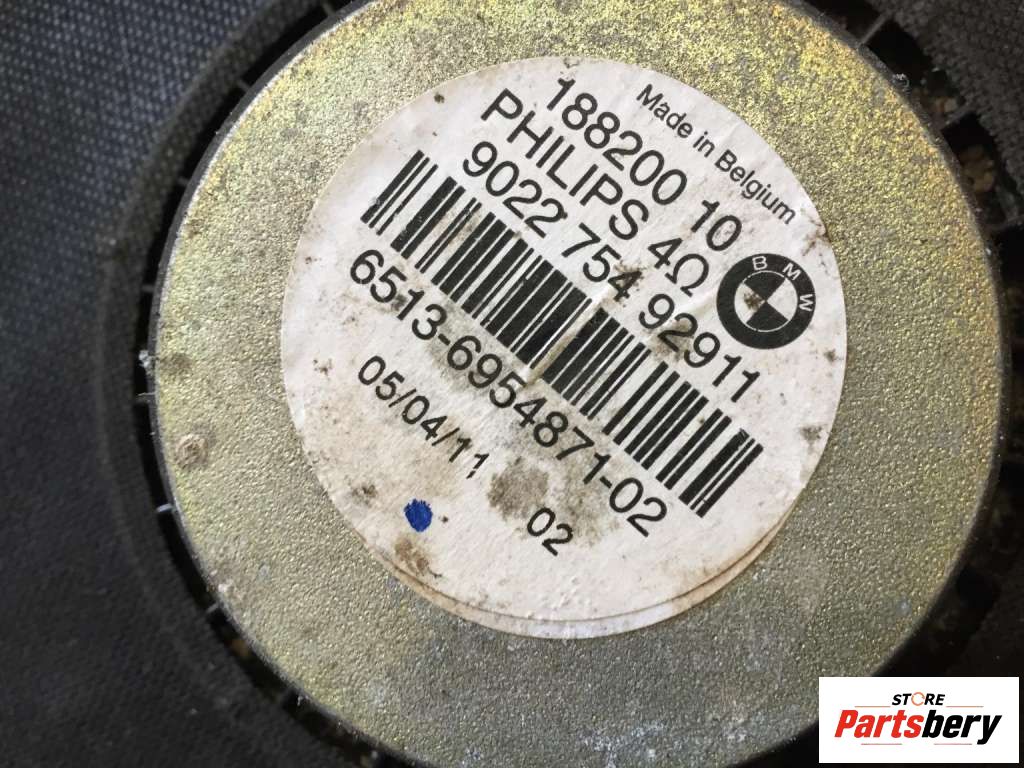 Made in Belgium
188200 10
PHILIPS 4Ω
9022 754 92911
BMW
6513-6954871-02
05/04/11
02
STORE
Partsbery